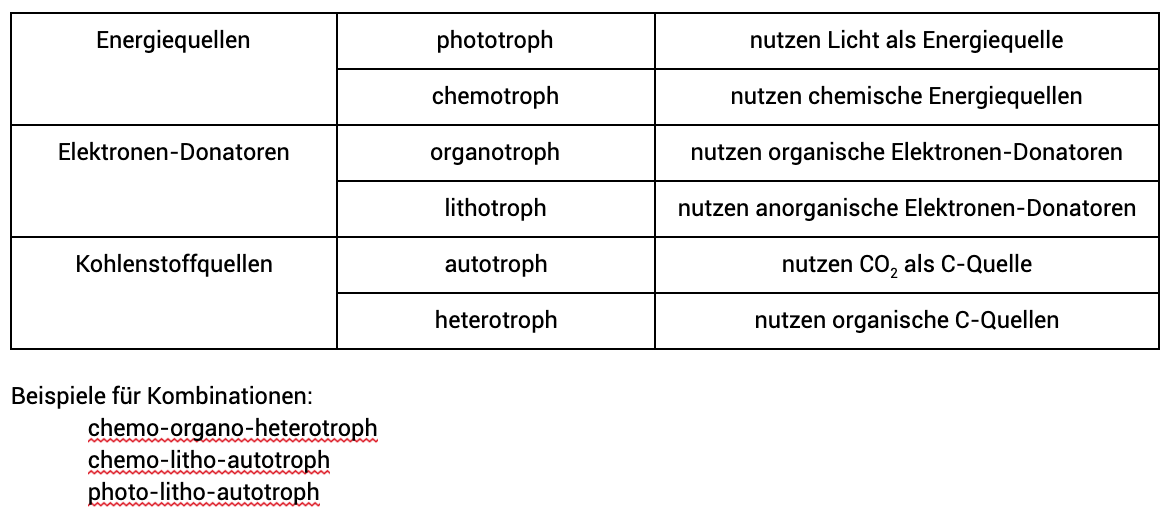 Energiequellen phototroph nutzen Licht als Energiequelle
chemotroph nutzen chemische Energiequellen
Elektronen-Donatoren organotroph nutzen organische Elektronen-Donatoren
lithotroph nutzen anorganische Elektronen-Donatoren
Kohlenstoffquellen autotroph nutzen CO₂ als C-Quelle
heterotroph nutzen organische C-Quellen
Beispiele für Kombinationen:
chemo-organo-heterotroph
chemo-litho-autotroph
photo-litho-autotroph